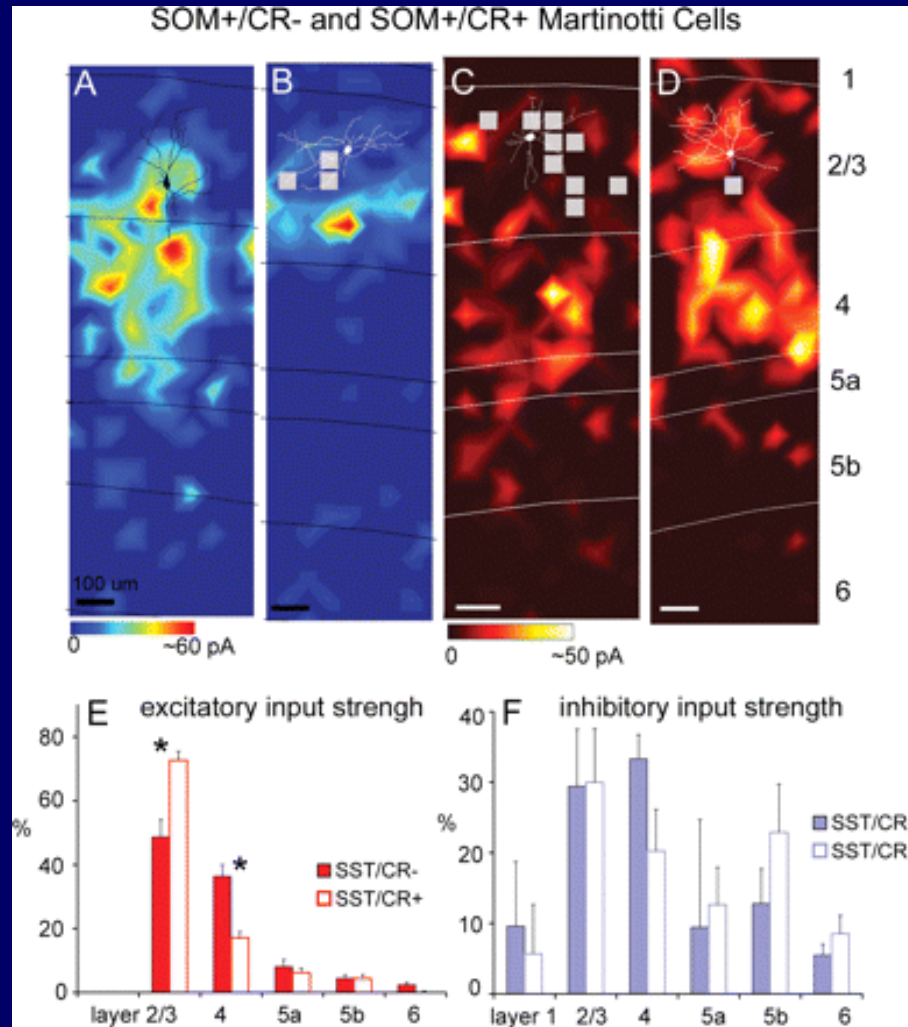 SOM+/CR- and SOM+/CR+ Martinotti Cells
A B C D
1
2/3
4
5a
5b
6
100 um
0 ~60 pA
0 ~50 pA
E excitatory input strengh
80
60
40
20
0
%
*
*
SST/CR-
SST/CR+
layer 2/3 4 5a 5b 6
F inhibitory input strength
40
30
20
10
0
%
SST/CR
SST/CR
layer 1 2/3 4 5a 5b 6